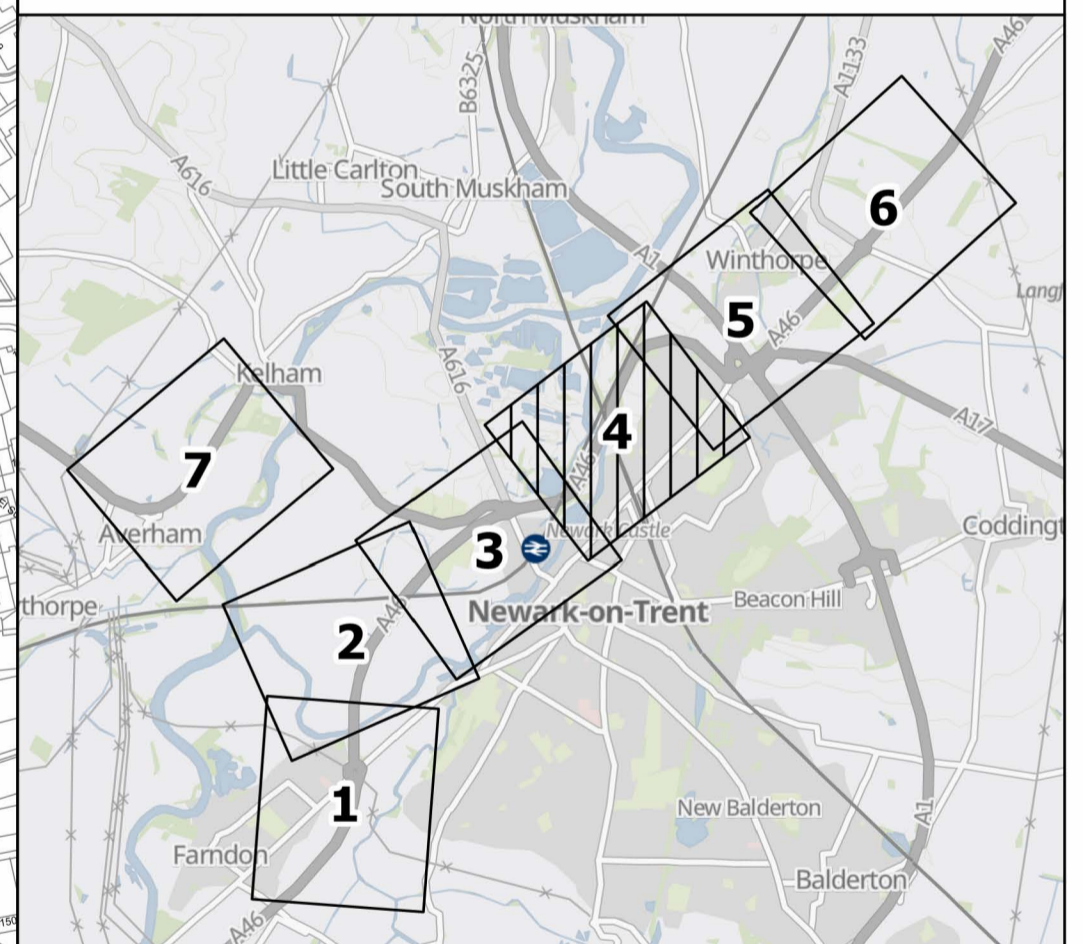 North Muskham
A46
A1133
B6325
A616
Little Carlton
South Muskham
6
A1
Winthorpe
5
A46
Kelham
A616
4
A17
7
A46
Averham
Newark Castle
3
Coddingt
thorpe
Newark-on-Trent
Beacon Hill
2
A46
1
New Balderton
A1
Farndon
Balderton
A46